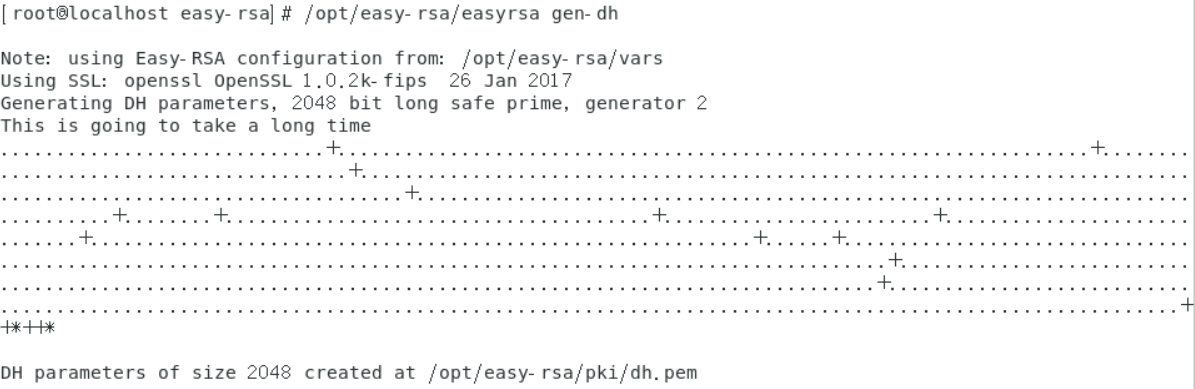 [root@localhost easy-rsa]# /opt/easy-rsa/easyrsa gen-dh
Note: using Easy-RSA configuration from: /opt/easy-rsa/vars
Using SSL: openssl OpenSSL 1.0.2k-fips  26 Jan 2017
Generating DH parameters, 2048 bit long safe prime, generator 2
This is going to take a long time
.............................+...................................................................+........
...............................+..........................................................................
....................................+.....................................................................
..........+........+......................................+........................+......................
.......+...........................................................+......+...............................
...............................................................................+..........................
..............................................................................+...........................
.........................................................................................................+
+*++*
DH parameters of size 2048 created at /opt/easy-rsa/pki/dh.pem